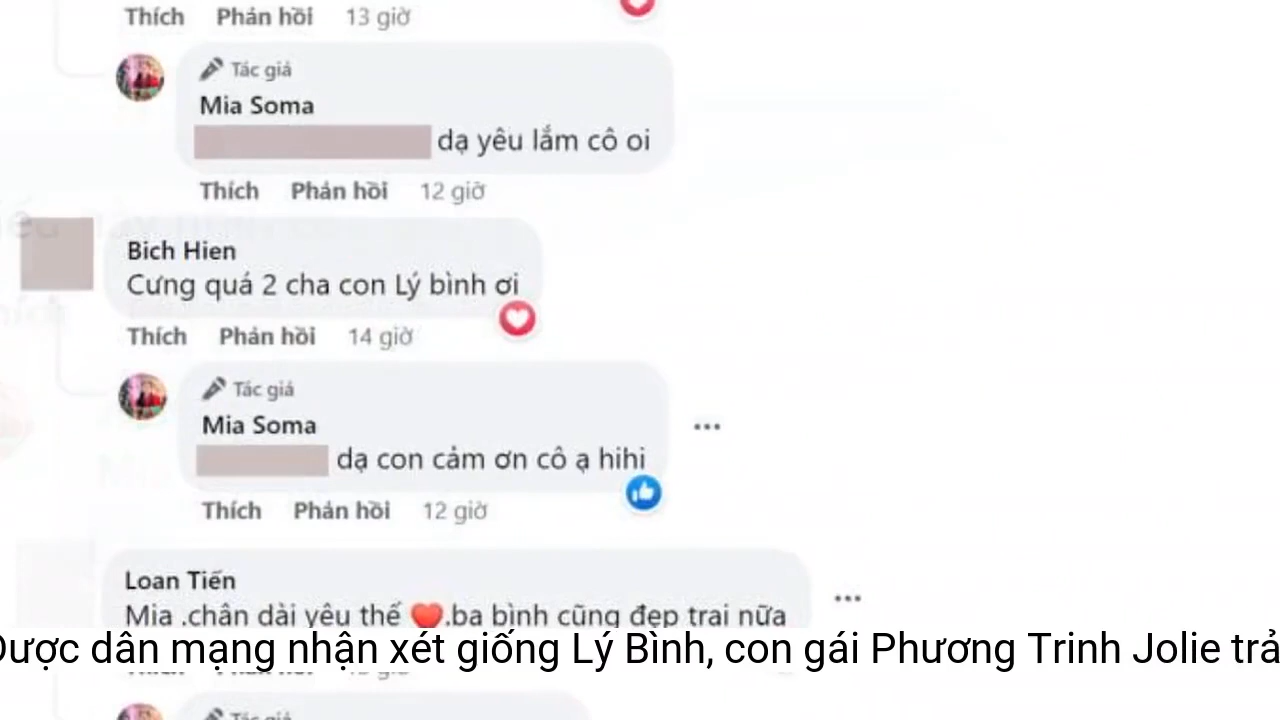 Thích Phản hồi 13 giờ
Tác giả
Mia Soma
dạ yêu lắm cô oi
Thích Phản hồi 12 giờ
Bich Hien
Cưng quá 2 cha con Lý bình ơi
Thích Phản hồi 14 giờ
Tác giả
Mia Soma
dạ con cảm ơn cô ạ hihi
Thích Phản hồi 12 giờ
Loan Tiến
Mia .chân dài yêu thế ❤️.ba bình cũng đẹp trai nữa
Được dân mạng nhận xét giống Lý Bình, con gái Phương Trinh Jolie trả
Tác giả